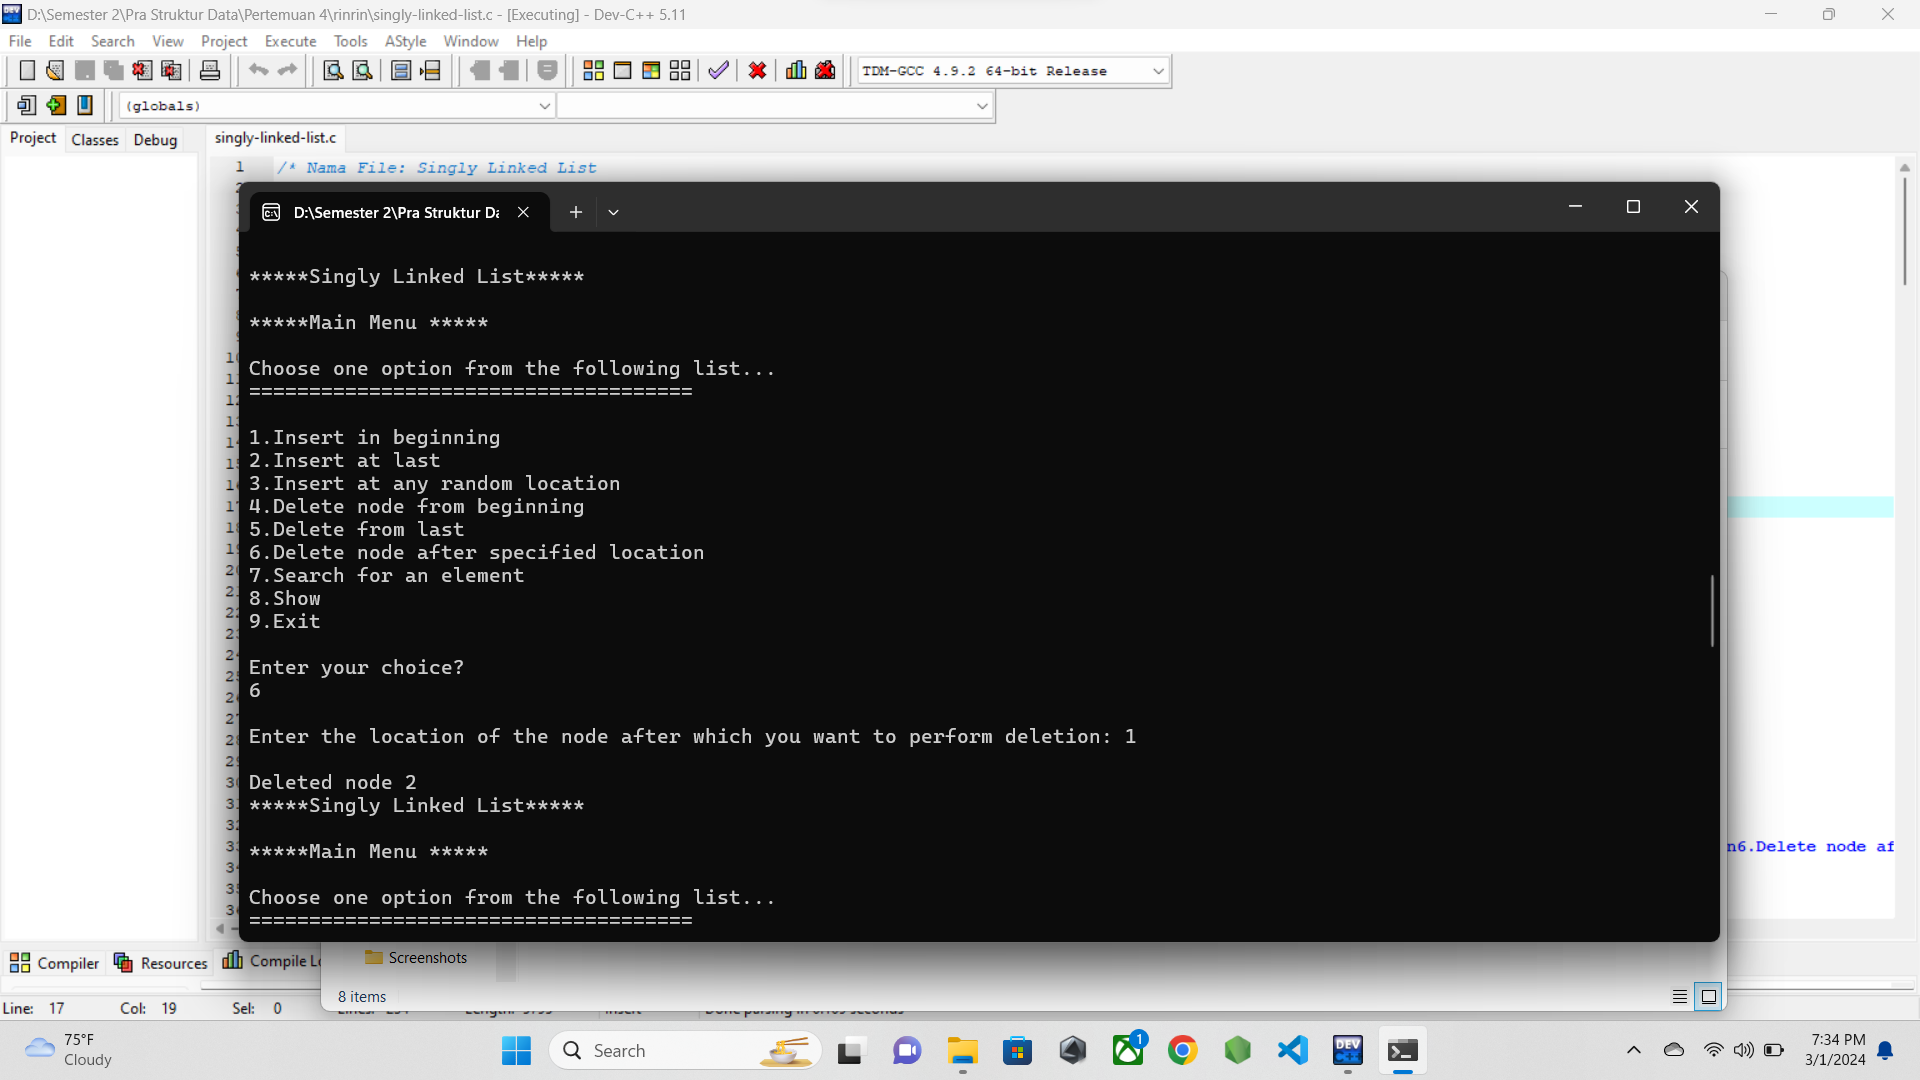 D:\Semester 2\Pra Struktur Data\Pertemuan 4\rinrin\singly-linked-list.c - [Executing] - Dev-C++ 5.11
File Edit Search View Project Execute Tools AStyle Window Help
TDM-GCC 4.9.2 64-bit Release
(globals)
Project Classes Debug
singly-linked-list.c
1 /* Nama File: Singly Linked List
D:\Semester 2\Pra Struktur Da
*****Singly Linked List*****
*****Main Menu *****
Choose one option from the following list...
=====================================
1.Insert in beginning
2.Insert at last
3.Insert at any random location
4.Delete node from beginning
5.Delete from last
6.Delete node after specified location
7.Search for an element
8.Show
9.Exit
Enter your choice?
6
Enter the location of the node after which you want to perform deletion: 1
Deleted node 2
*****Singly Linked List*****
*****Main Menu *****
Choose one option from the following list...
=====================================
n6.Delete node af
Compiler Resources Compile Lo
Screenshots
8 items
Line: 17 Col: 19 Sel: 0
75°F
Cloudy
Search
1
DEV
7:34 PM
3/1/2024